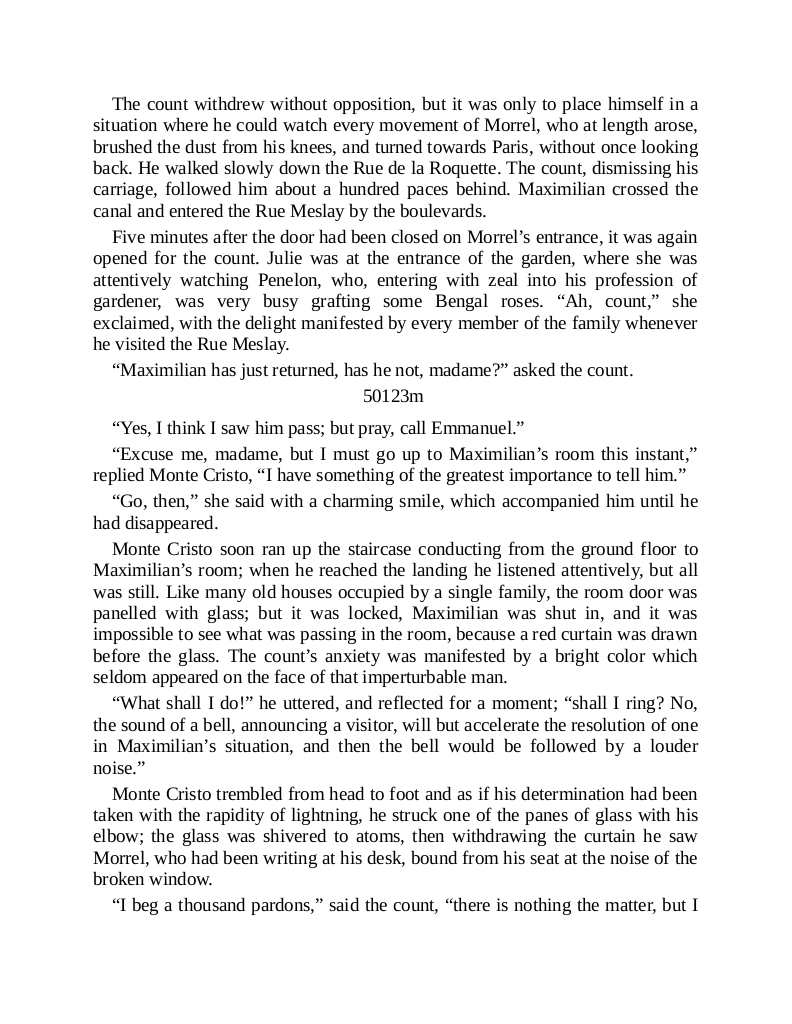 The count withdrew without opposition, but it was only to place himself in a
situation where he could watch every movement of Morrel, who at length arose,
brushed the dust from his knees, and turned towards Paris, without once looking
back. He walked slowly down the Rue de la Roquette. The count, dismissing his
carriage, followed him about a hundred paces behind. Maximilian crossed the
canal and entered the Rue Meslay by the boulevards.
Five minutes after the door had been closed on Morrel’s entrance, it was again
opened for the count. Julie was at the entrance of the garden, where she was
attentively watching Penelon, who, entering with zeal into his profession of
gardener, was very busy grafting some Bengal roses. “Ah, count,” she
exclaimed, with the delight manifested by every member of the family whenever
he visited the Rue Meslay.
“Maximilian has just returned, has he not, madame?” asked the count.
50123m
“Yes, I think I saw him pass; but pray, call Emmanuel.”
“Excuse me, madame, but I must go up to Maximilian’s room this instant,”
replied Monte Cristo, “I have something of the greatest importance to tell him.”
“Go, then,” she said with a charming smile, which accompanied him until he
had disappeared.
Monte Cristo soon ran up the staircase conducting from the ground floor to
Maximilian’s room; when he reached the landing he listened attentively, but all
was still. Like many old houses occupied by a single family, the room door was
panelled with glass; but it was locked, Maximilian was shut in, and it was
impossible to see what was passing in the room, because a red curtain was drawn
before the glass. The count’s anxiety was manifested by a bright color which
seldom appeared on the face of that imperturbable man.
“What shall I do!” he uttered, and reflected for a moment; “shall I ring? No,
the sound of a bell, announcing a visitor, will but accelerate the resolution of one
in Maximilian’s situation, and then the bell would be followed by a louder
noise.”
Monte Cristo trembled from head to foot and as if his determination had been
taken with the rapidity of lightning, he struck one of the panes of glass with his
elbow; the glass was shivered to atoms, then withdrawing the curtain he saw
Morrel, who had been writing at his desk, bound from his seat at the noise of the
broken window.
“I beg a thousand pardons,” said the count, “there is nothing the matter, but I